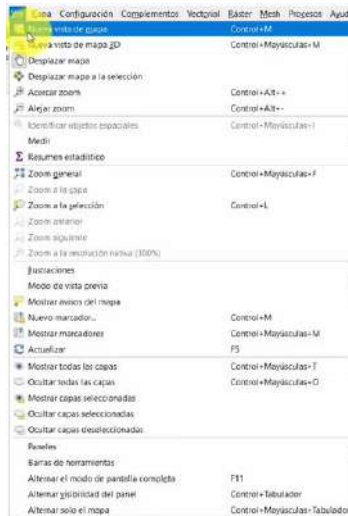 Capa Configuración Complementos Vectorial Ráster Mesh Procesos Ayud
Nueva vista de mapa Control+M
Nueva vista de mapa 3D Control+Mayúsculas+M
Desplazar mapa
Desplazar mapa a la selección
Acercar zoom Control+Alt++
Alejar zoom Control+Alt+-
Identificar objetos espaciales Control+Mayúsculas+I
Medir
Resumen estadístico
Zoom general Control+Mayúsculas+F
Zoom a la capa
Zoom a la selección Control+L
Zoom anterior
Zoom siguiente
Zoom a la resolución nativa (100%)
Ilustraciones
Modo de vista previa
Mostrar avisos del mapa
Nuevo marcador... Control+M
Mostrar marcadores Control+Mayúsculas+M
Actualizar F5
Mostrar todas las capas Control+Mayúsculas+T
Ocultar todas las capas Control+Mayúsculas+O
Mostrar capas seleccionadas
Ocultar capas seleccionadas
Ocultar capas deseleccionadas
Paneles
Barras de herramientas
Alternar el modo de pantalla completa F11
Alternar visibilidad del panel Control+Tabulador
Alternar solo el mapa Control+Mayúsculas+Tabulador